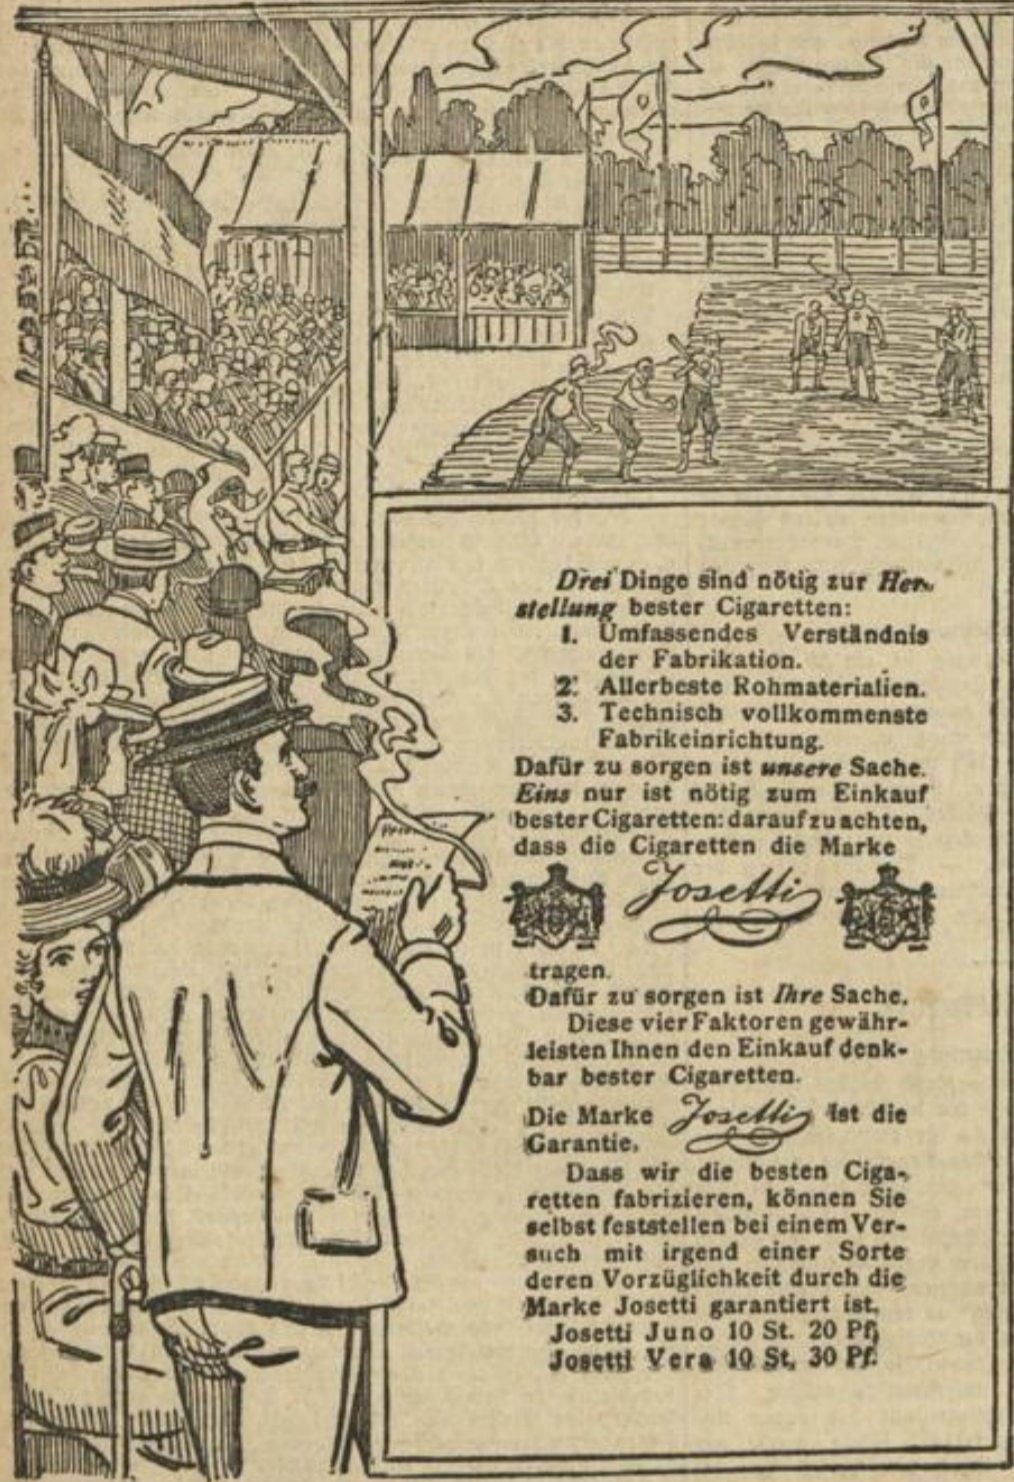 Drei Dinge sind nötig zur Her-
stellung bester Cigaretten:
1. Umfassendes Verständnis
der Fabrikation.
2. Allerbeste Rohmaterialien.
3. Technisch vollkommenste
Fabrikeinrichtung.
Dafür zu sorgen ist unsere Sache.
Eins nur ist nötig zum Einkauf
bester Cigaretten: darauf zu achten,
dass die Cigaretten die Marke
Josetti
tragen.
Dafür zu sorgen ist Ihre Sache.
Diese vier Faktoren gewähr-
leisten Ihnen den Einkauf denk-
bar bester Cigaretten.
Die Marke Josetti ist die
Garantie.
Dass wir die besten Ciga-
retten fabrizieren, können Sie
selbst feststellen bei einem Ver-
such mit irgend einer Sorte
deren Vorzüglichkeit durch die
Marke Josetti garantiert ist.
Josetti Juno 10 St. 20 Pf.
Josetti Vera 10 St. 30 Pf.